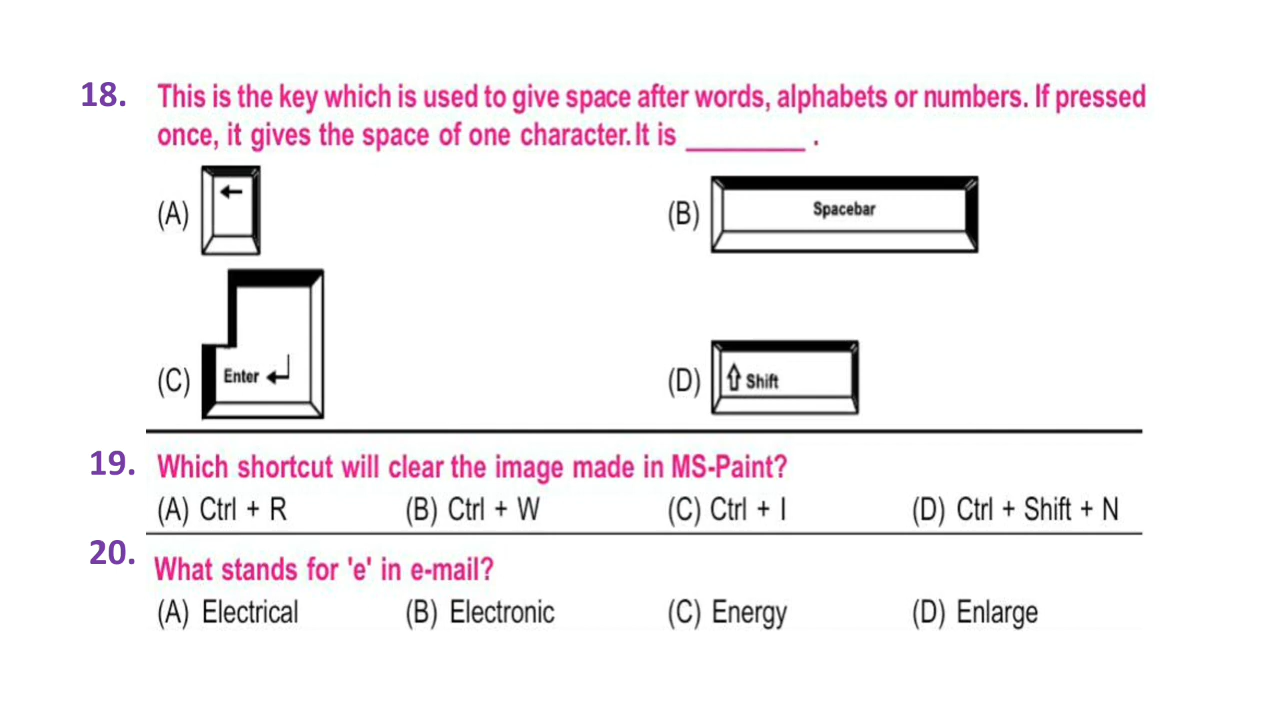 18. This is the key which is used to give space after words, alphabets or numbers. If pressed
once, it gives the space of one character. It is ________ .
(A) ← (B) Spacebar
(C) Enter ↲ (D) ⇧ Shift
19. Which shortcut will clear the image made in MS-Paint?
(A) Ctrl + R (B) Ctrl + W (C) Ctrl + I (D) Ctrl + Shift + N
20. What stands for 'e' in e-mail?
(A) Electrical (B) Electronic (C) Energy (D) Enlarge